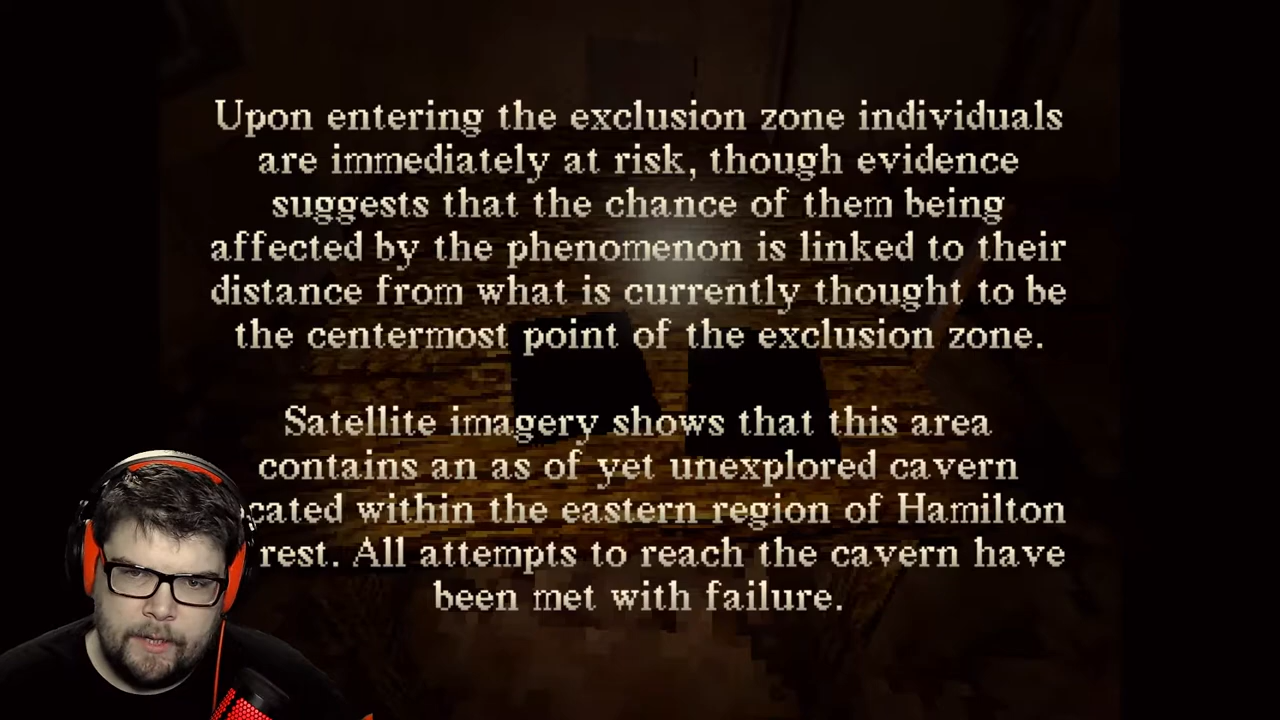 Upon entering the exclusion zone individuals
are immediately at risk, though evidence
suggests that the chance of them being
affected by the phenomenon is linked to their
distance from what is currently thought to be
the centermost point of the exclusion zone.
Satellite imagery shows that this area
contains an as of yet unexplored cavern
cated within the eastern region of Hamilton
rest. All attempts to reach the cavern have
been met with failure.